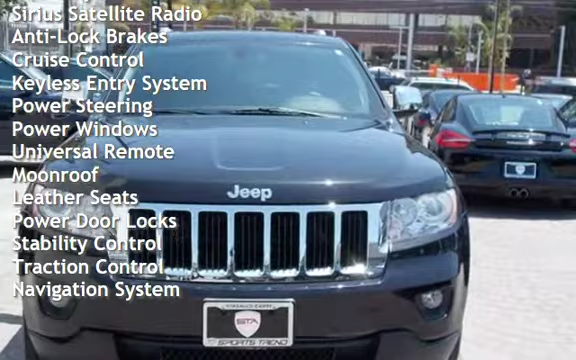 Sirius Satellite Radio
Anti-Lock Brakes
Cruise Control
Keyless Entry System
Power Steering
Power Windows
Universal Remote
Moonroof
Leather Seats
Power Door Locks
Stability Control
Traction Control
Navigation System
Jeep
STA
SPORTS TREND